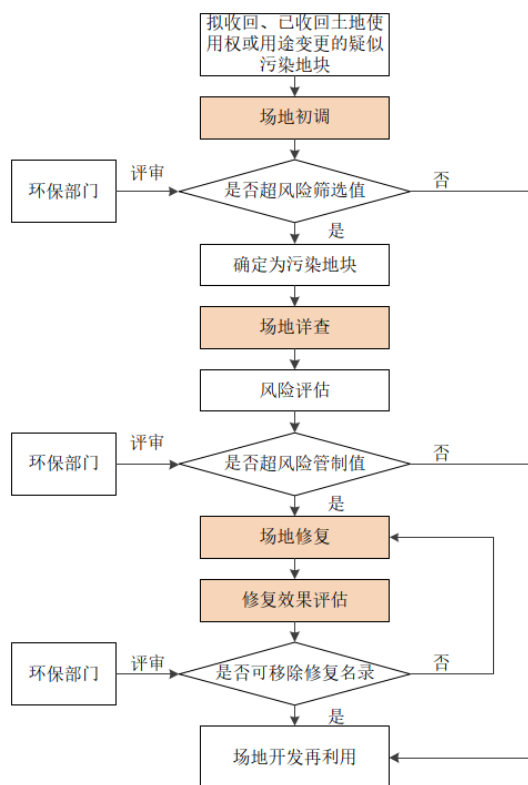 拟收回、已收回土地使
用权或用途变更的疑似
污染地块
场地初调
环保部门
评审
是否超风险筛选值
否
是
确定为污染地块
场地详查
风险评估
环保部门
评审
是否超风险管制值
否
是
场地修复
修复效果评估
环保部门
评审
是否可移除修复名录
否
是
场地开发再利用